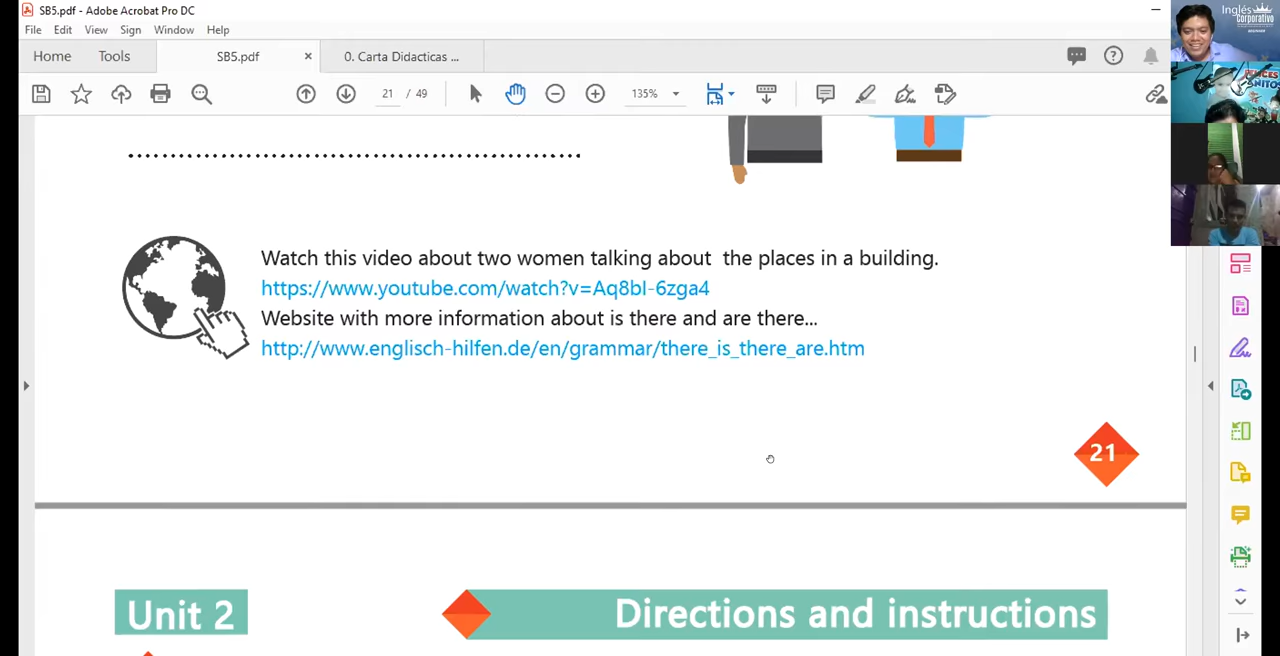 SB5.pdf - Adobe Acrobat Pro DC
File Edit View Sign Window Help
Home Tools SB5.pdf × 0. Carta Didacticas ...
21 / 49 135%
Watch this video about two women talking about the places in a building.
https://www.youtube.com/watch?v=Aq8bI-6zga4
Website with more information about is there and are there...
http://www.englisch-hilfen.de/en/grammar/there_is_there_are.htm
21
Unit 2 Directions and instructions
Inglés
Corporativo